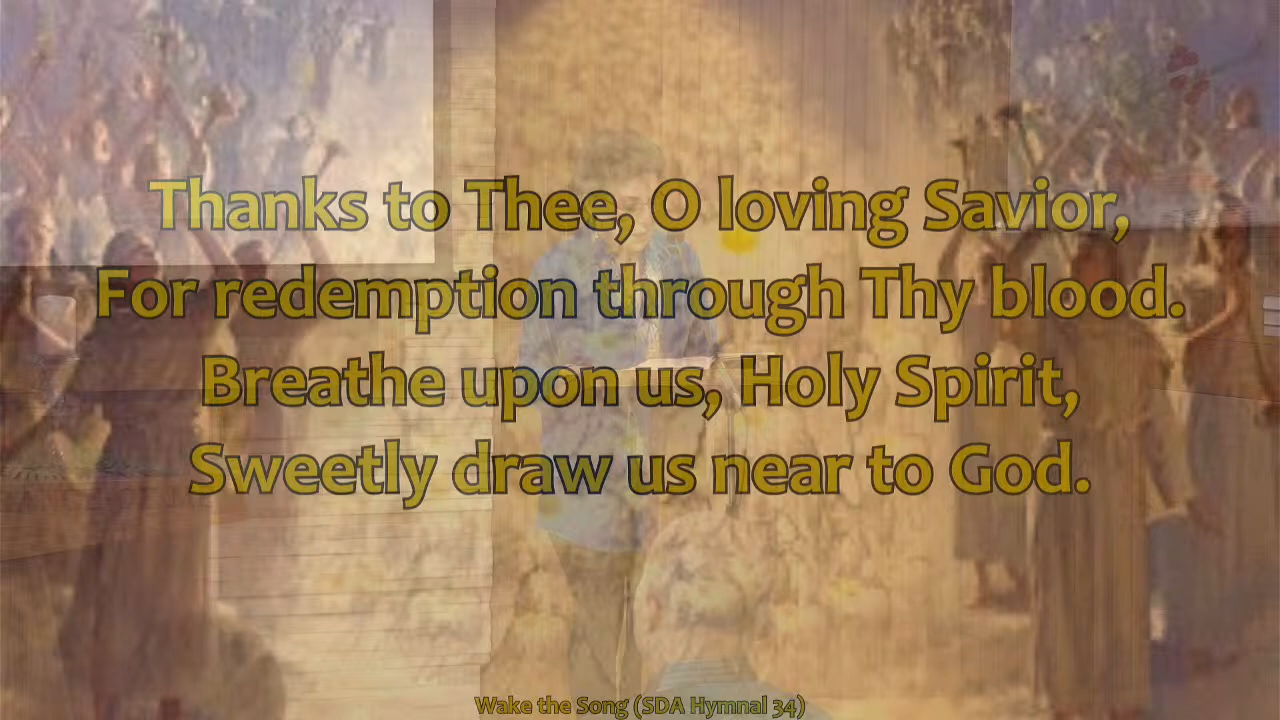 Thanks to Thee, O loving Savior,
For redemption through Thy blood.
Breathe upon us, Holy Spirit,
Sweetly draw us near to God.
Wake the Song (SDA Hymnal 34)